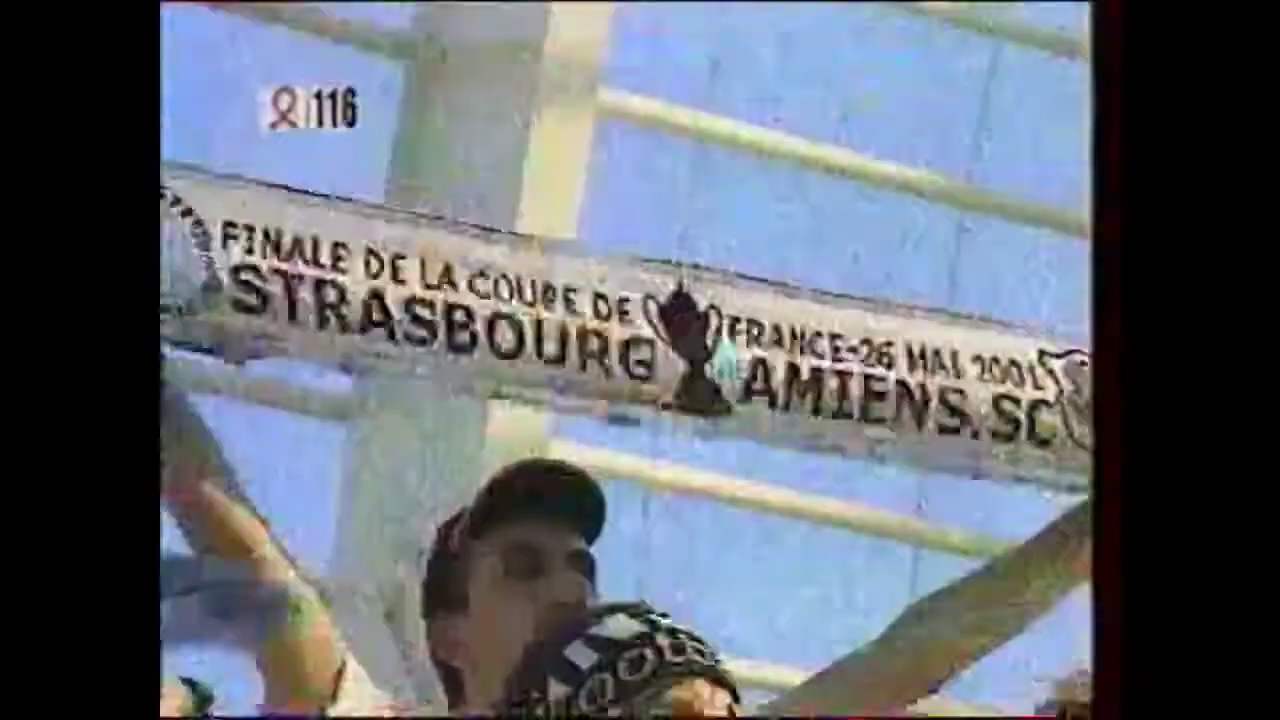 116
FINALE DE LA COUPE DE FRANCE-26 MAI 2001
STRASBOURG AMIENS.SC